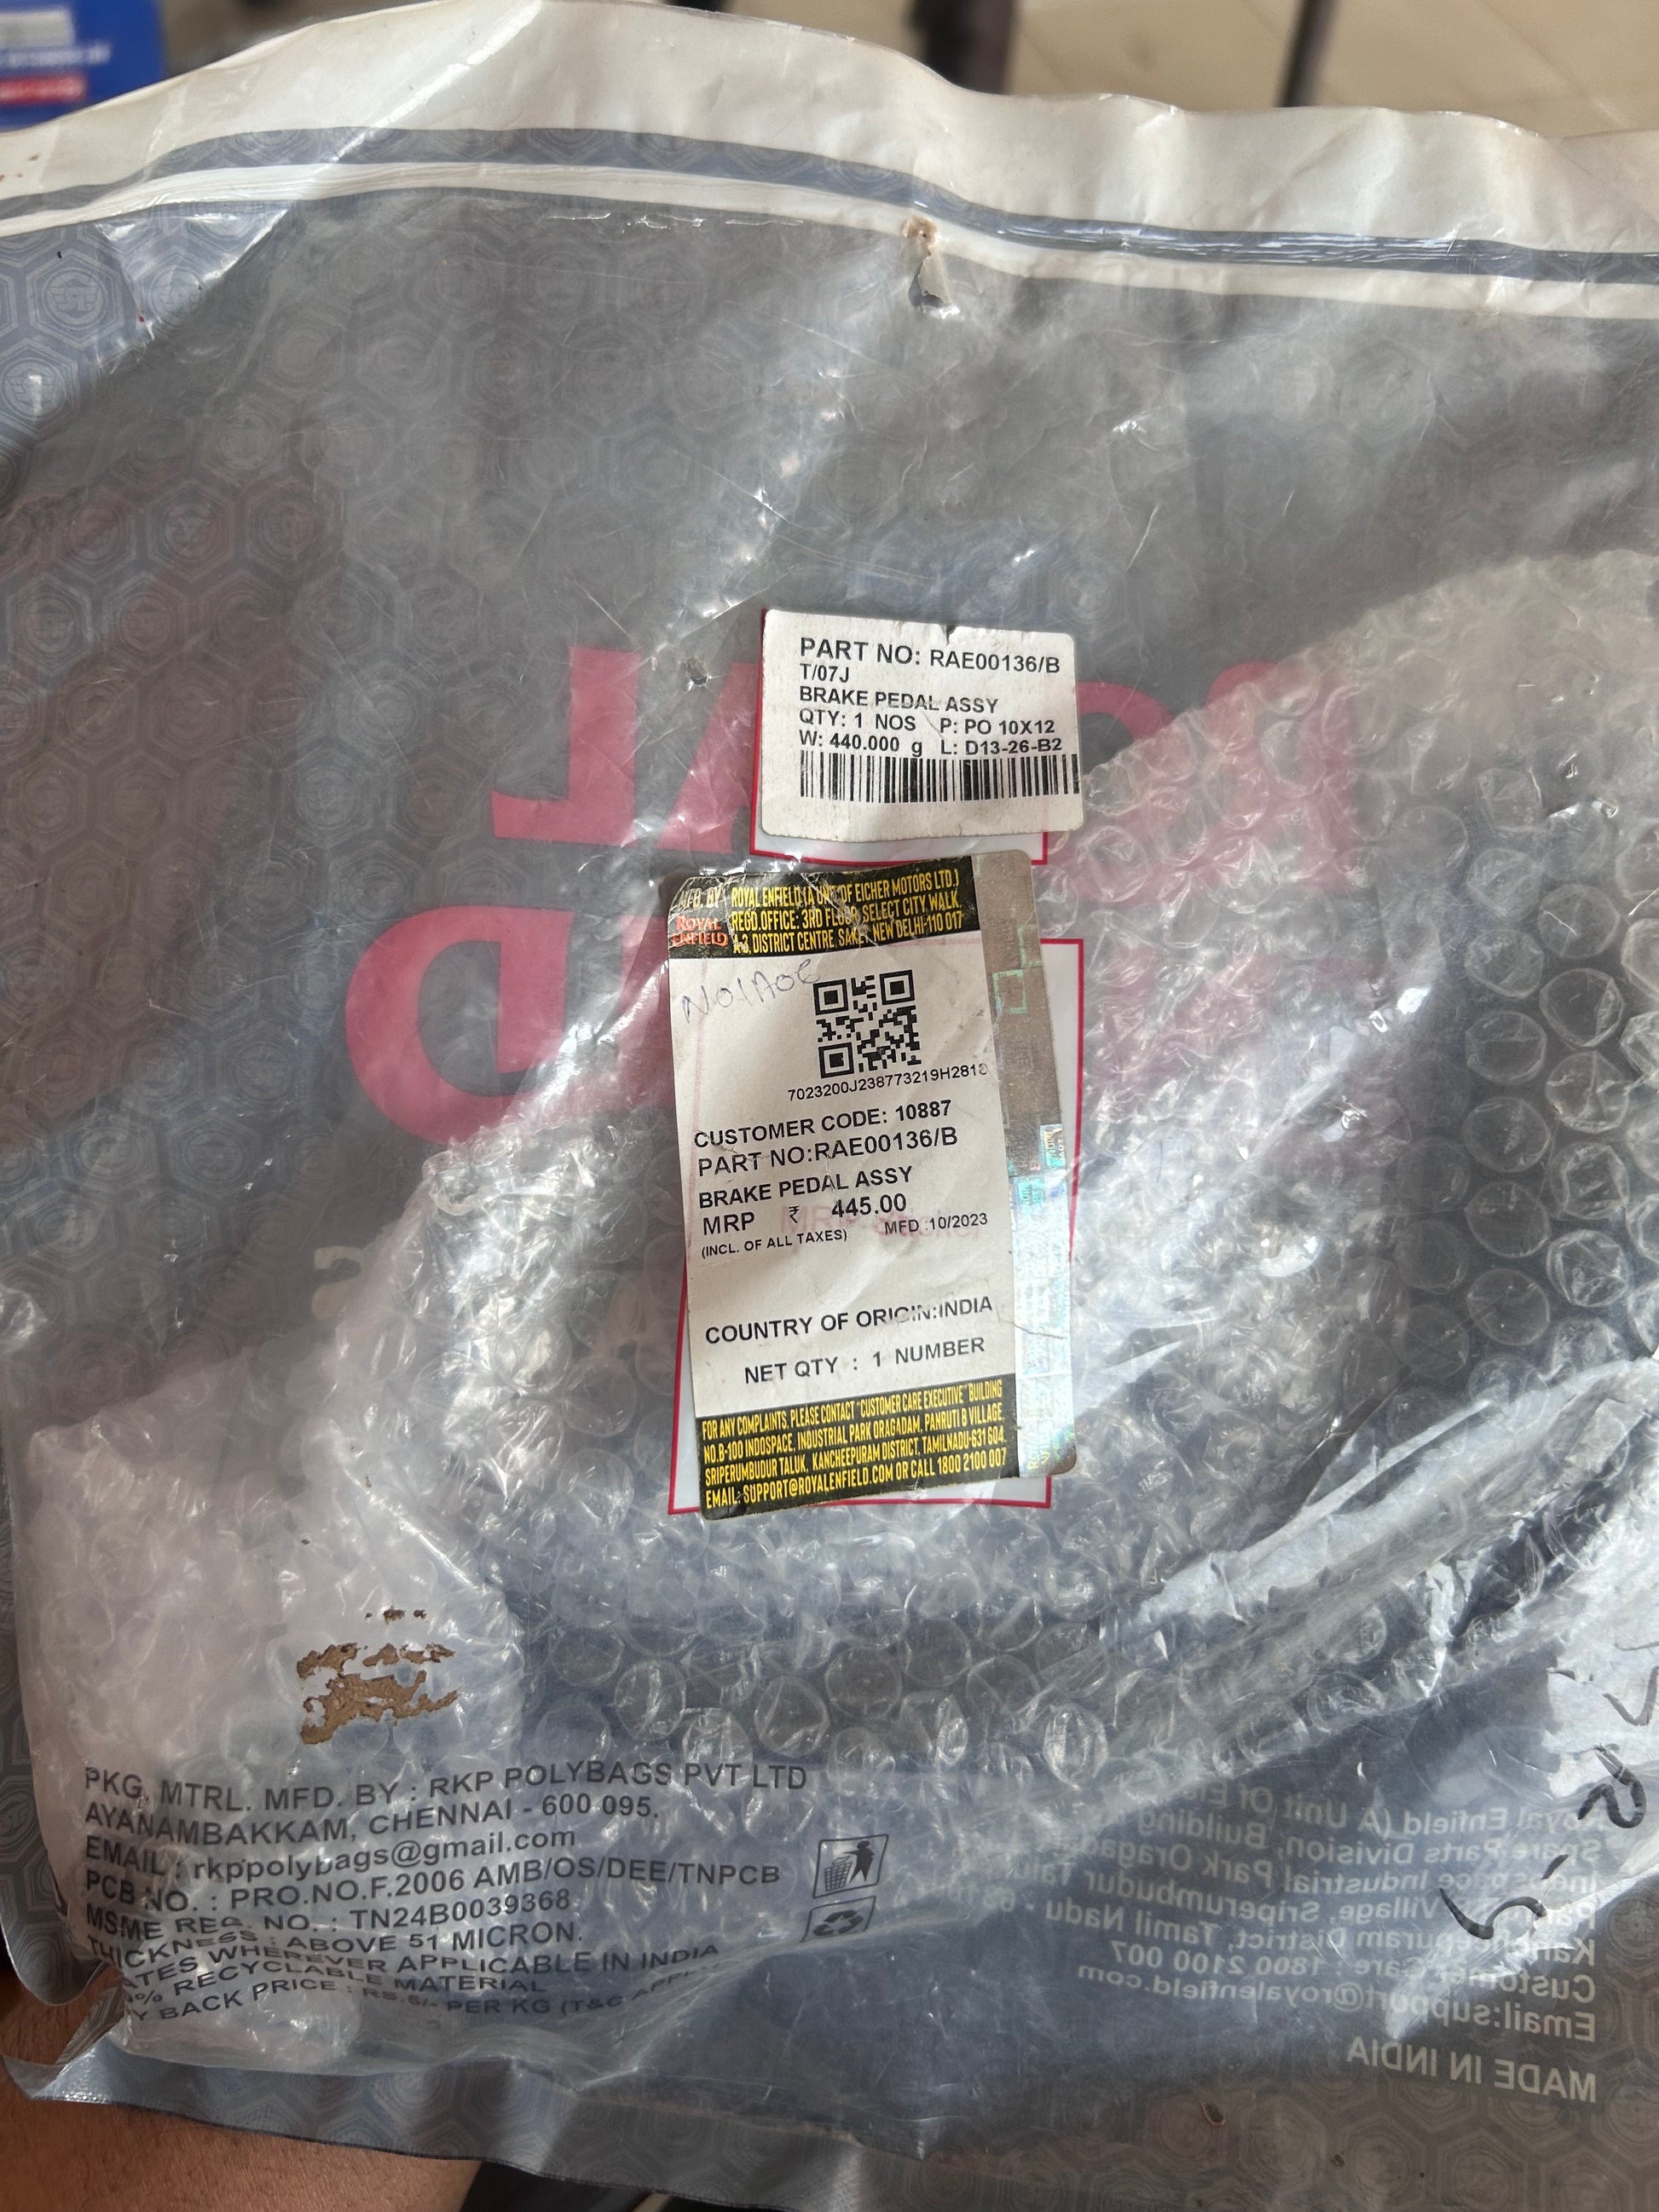 PART NO: RAE00136/B
T/07J
BRAKE PEDAL ASSY
QTY: 1 NOS P: PO 10X12
W: 440.000 g L: D13-26-B2
MFD. BY ROYAL ENFIELD (A UNIT OF EICHER MOTORS LTD.)
ROYAL ENFIELD
REGD.OFFICE: 3RD FLOOR, SELECT CITY WALK,
A-3, DISTRICT CENTRE, SAKET NEW DELHI-110 017
7023200J238773219H2818
CUSTOMER CODE: 10887
PART NO:RAE00136/B
BRAKE PEDAL ASSY
MRP ₹ 445.00
(INCL. OF ALL TAXES) MFD :10/2023
COUNTRY OF ORIGIN:INDIA
NET QTY : 1 NUMBER
FOR ANY COMPLAINTS, PLEASE CONTACT "CUSTOMER CARE EXECUTIVE" BUILDING
NO.B-100 INDOSPACE, INDUSTRIAL PARK ORAGADAM, PANRUTI B VILLAGE,
SRIPERUMBUDUR TALUK, KANCHEEPURAM DISTRICT, TAMILNADU-631 604.
EMAIL: SUPPORT@ROYALENFIELD.COM OR CALL 1800 2100 007
PKG. MTRL. MFD. BY : RKP POLYBAGS PVT LTD
AYANAMBAKKAM, CHENNAI - 600 095.
EMAIL : rkppolybags@gmail.com
PCB NO. : PRO.NO.F.2006 AMB/OS/DEE/TNPCB
MSME REG. NO. : TN24B0039368
THICKNESS : ABOVE 51 MICRON.
WHEREVER APPLICABLE IN INDIA
% RECYCLABLE MATERIAL
BACK PRICE : RS.5/- PER KG (T&C
Royal Enfield (A Unit Of
Spare Parts Division, Building
Industrial Park Oragadam
Village, Sriperumbudur
District, Tamil Nadu - 6
Customer Care : 1800 2100 007
Email:support@royalenfield.com
MADE IN INDIA